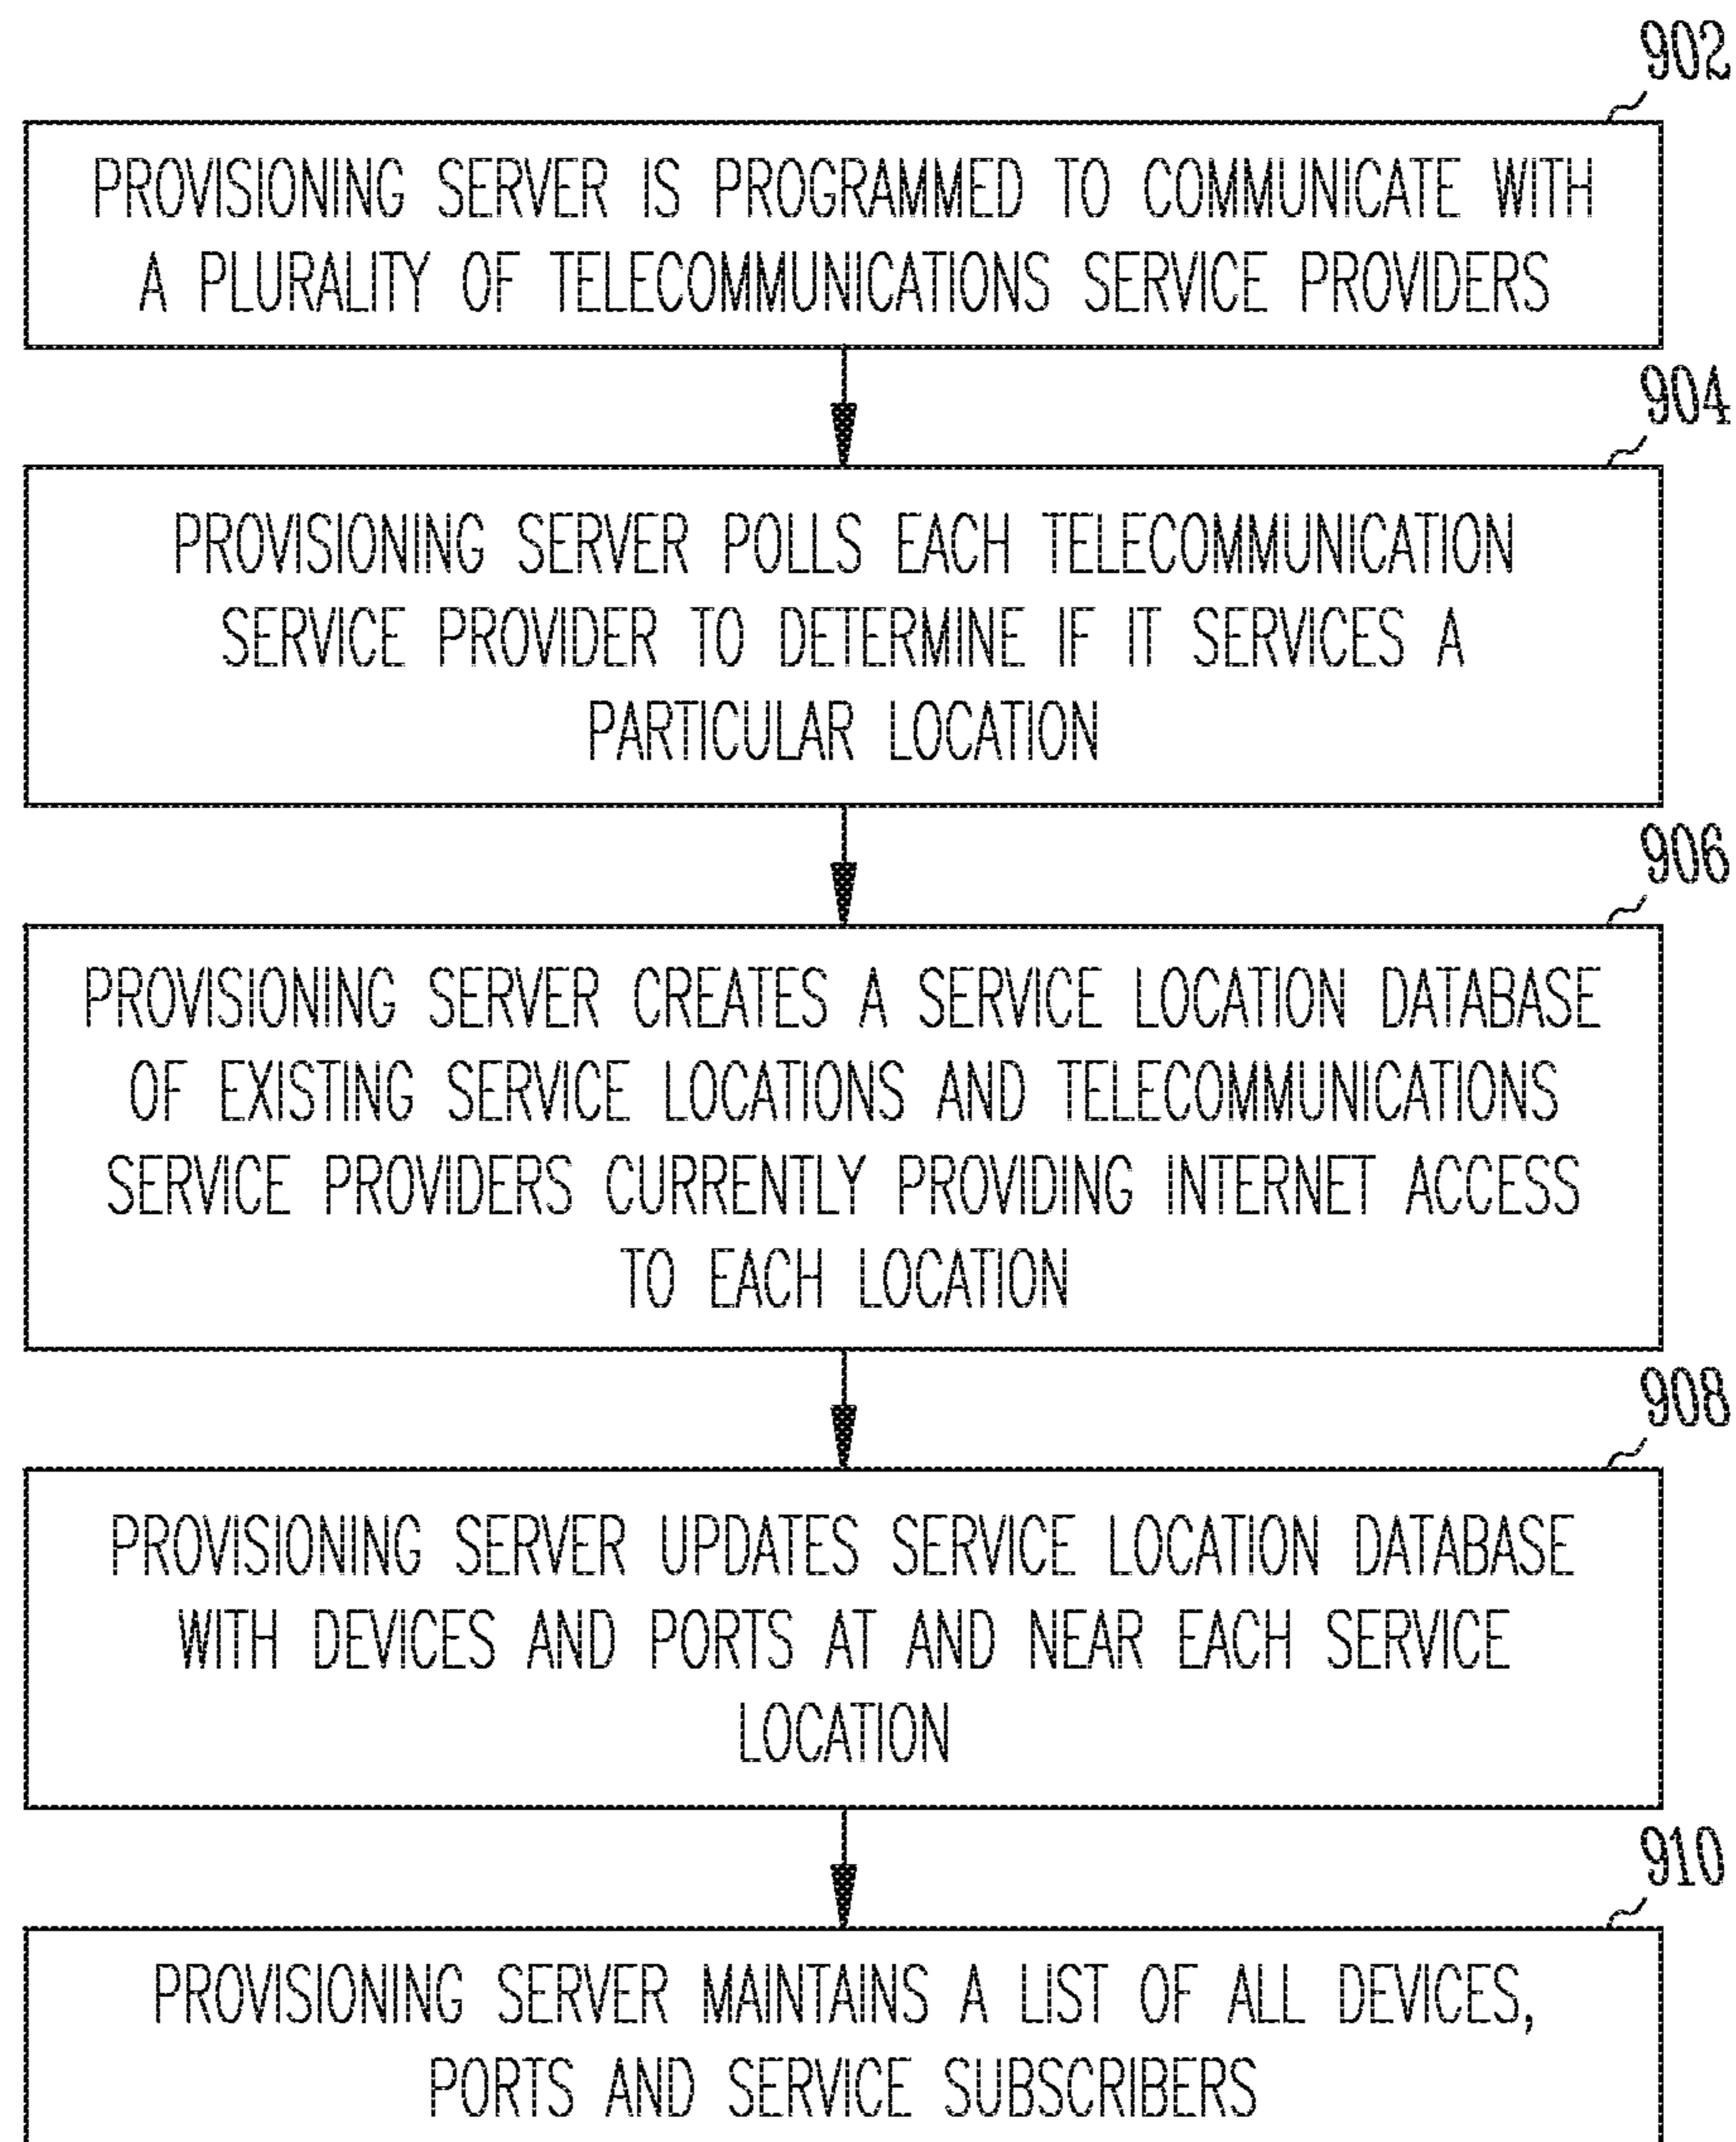 902
PROVISIONING SERVER IS PROGRAMMED TO COMMUNICATE WITH
A PLURALITY OF TELECOMMUNICATIONS SERVICE PROVIDERS
904
PROVISIONING SERVER POLLS EACH TELECOMMUNICATION
SERVICE PROVIDER TO DETERMINE IF IT SERVICES A
PARTICULAR LOCATION
906
PROVISIONING SERVER CREATES A SERVICE LOCATION DATABASE
OF EXISTING SERVICE LOCATIONS AND TELECOMMUNICATIONS
SERVICE PROVIDERS CURRENTLY PROVIDING INTERNET ACCESS
TO EACH LOCATION
908
PROVISIONING SERVER UPDATES SERVICE LOCATION DATABASE
WITH DEVICES AND PORTS AT AND NEAR EACH SERVICE
LOCATION
910
PROVISIONING SERVER MAINTAINS A LIST OF ALL DEVICES,
PORTS AND SERVICE SUBSCRIBERS